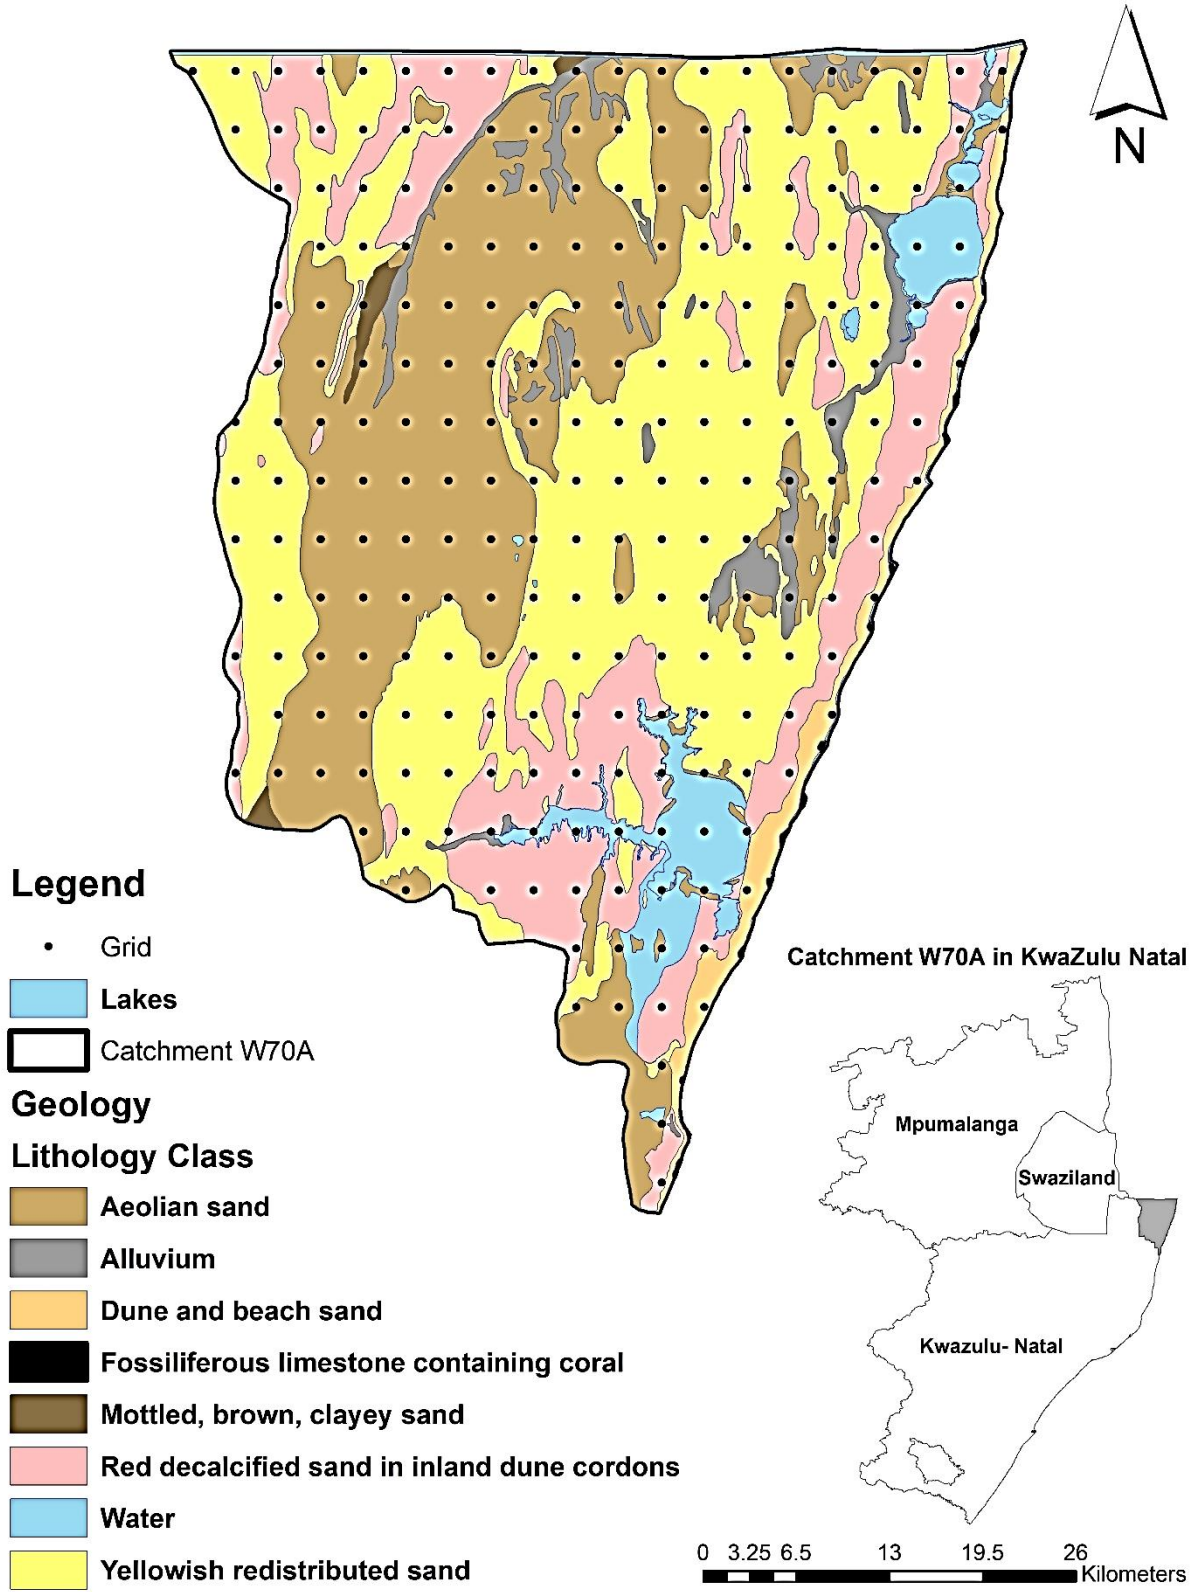 N
Legend
Grid
Lakes
Catchment W70A
Geology
Lithology Class
Aeolian sand
Alluvium
Dune and beach sand
Fossiliferous limestone containing coral
Mottled, brown, clayey sand
Red decalcified sand in inland dune cordons
Water
Yellowish redistributed sand
Catchment W70A in KwaZulu Natal
Mpumalanga
Swaziland
Kwazulu- Natal
0 3.25 6.5 13 19.5 26
Kilometers